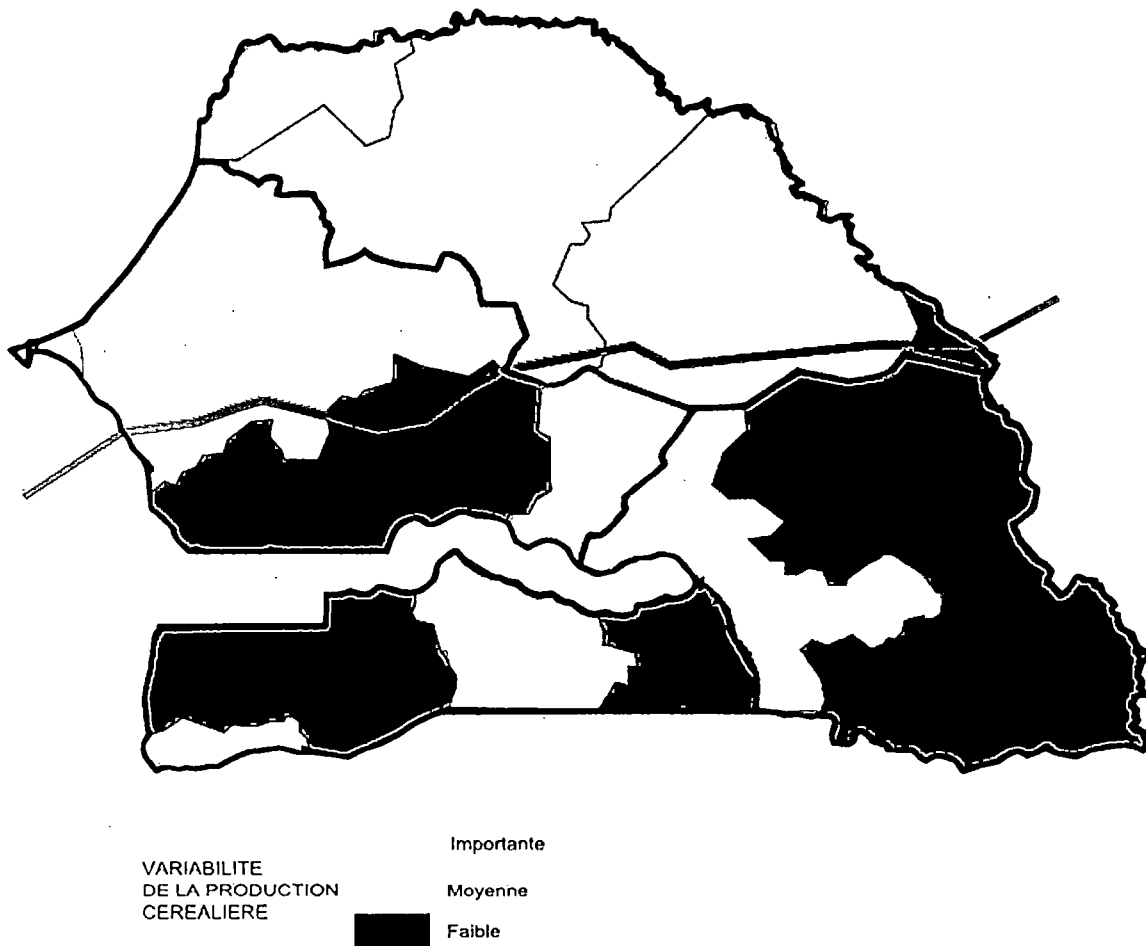 Importante
VARIABILITE
DE LA PRODUCTION
CEREALIERE
Moyenne
Faible